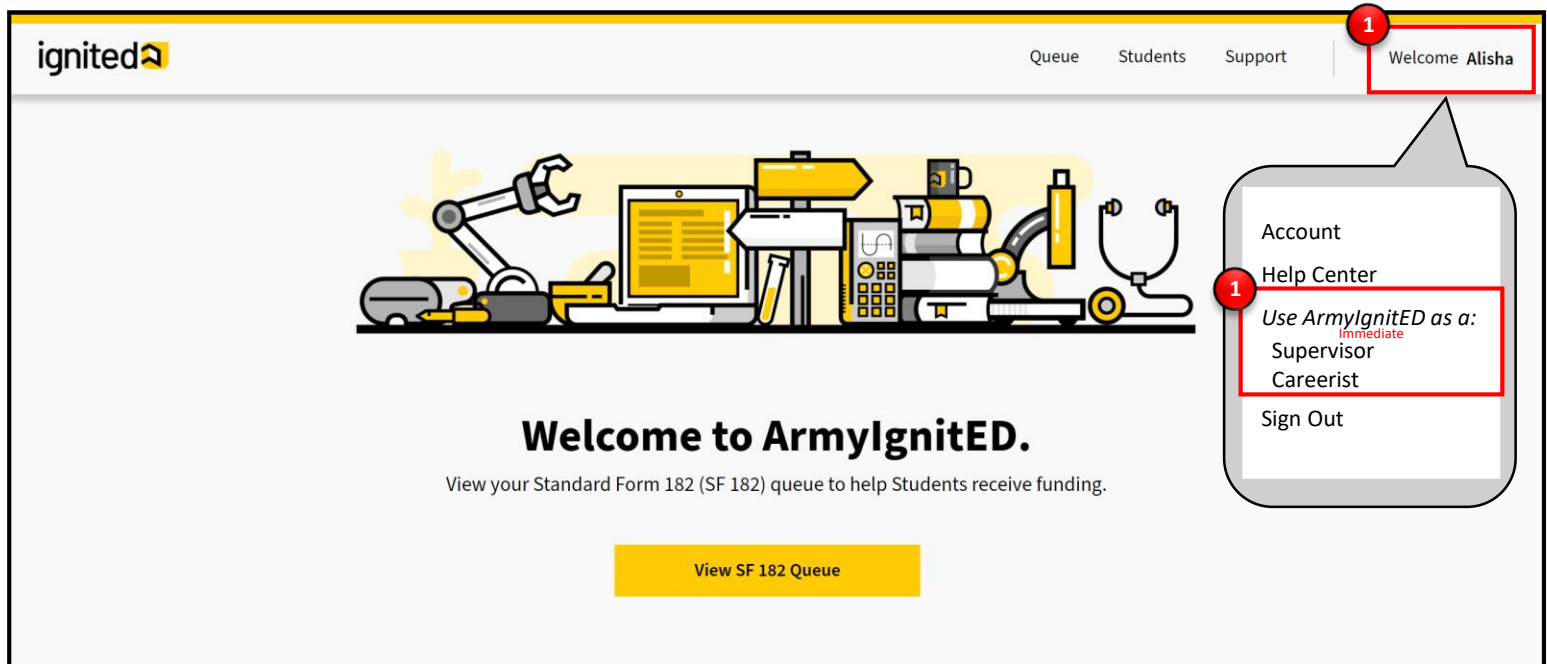 ignited
Queue Students Support
1
Welcome Alisha
Account
Help Center
1
Use ArmyIgnitED as a:
Immediate
Supervisor
Careerist
Sign Out
Welcome to ArmyIgnitED.
View your Standard Form 182 (SF 182) queue to help Students receive funding.
View SF 182 Queue